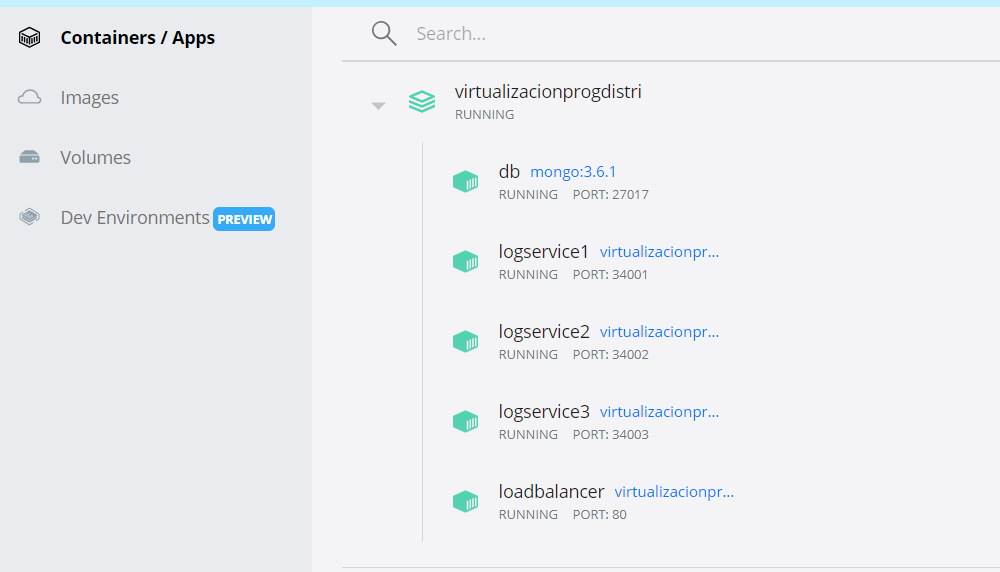 Containers / Apps
Images
Volumes
Dev Environments PREVIEW
Search...
virtualizacionprogdistri
RUNNING
db mongo:3.6.1
RUNNING PORT: 27017
logservice1 virtualizacionpr...
RUNNING PORT: 34001
logservice2 virtualizacionpr...
RUNNING PORT: 34002
logservice3 virtualizacionpr...
RUNNING PORT: 34003
loadbalancer virtualizacionpr...
RUNNING PORT: 80